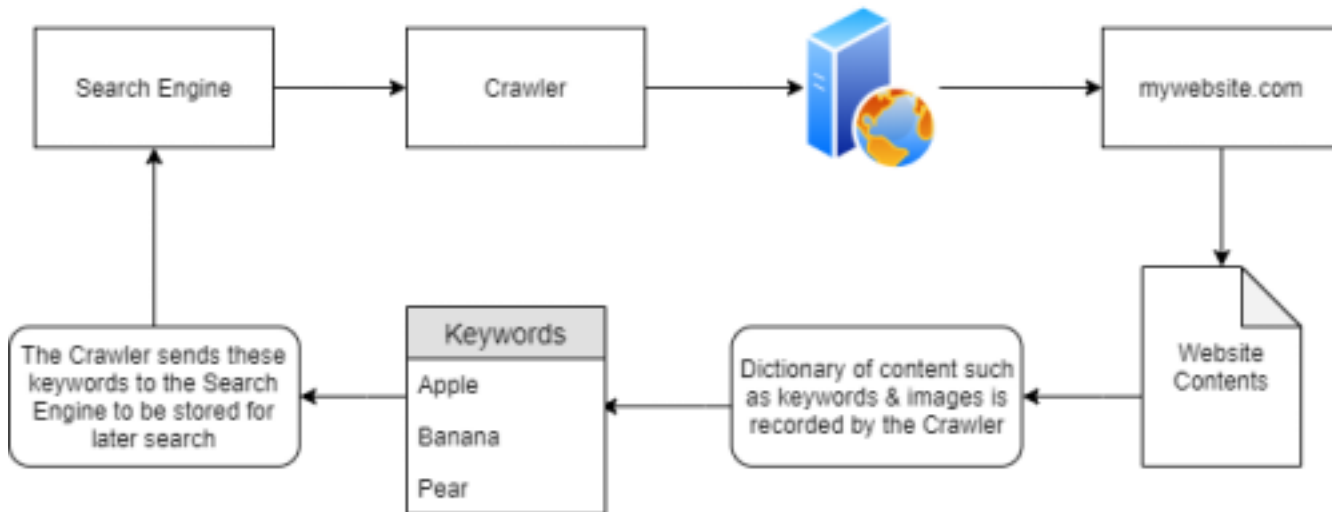 Search Engine
Crawler
mywebsite.com
Website
Contents
Dictionary of content such
as keywords & images is
recorded by the Crawler
Keywords
Apple
Banana
Pear
The Crawler sends these
keywords to the Search
Engine to be stored for
later search